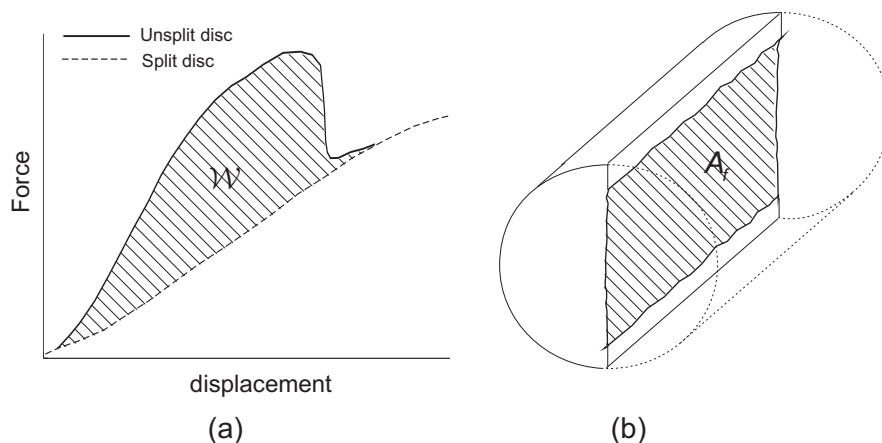 Unsplit disc
Split disc
Force
W
A_f
displacement
(a)
(b)